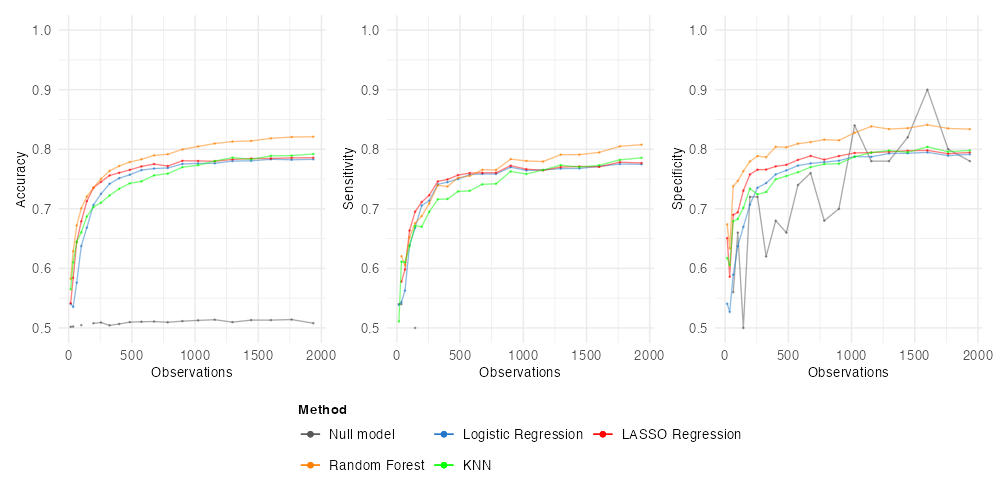 1.0
0.9
0.8
0.7
0.6
0.5
Accuracy
0 500 1000 1500 2000
Observations
1.0
0.9
0.8
0.7
0.6
0.5
Sensitivity
0 500 1000 1500 2000
Observations
1.0
0.9
0.8
0.7
0.6
0.5
Specificity
0 500 1000 1500 2000
Observations
Method
Null model Logistic Regression LASSO Regression
Random Forest KNN